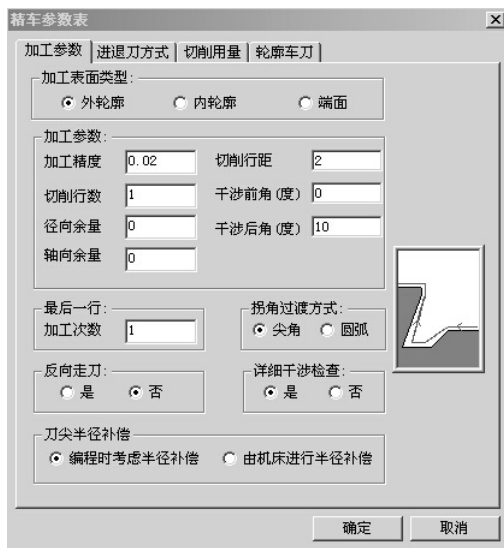 精车参数表
加工参数 进退刀方式 切削用量 轮廓车刀
加工表面类型:
外轮廓 内轮廓 端面
加工参数:
加工精度 0.02 切削行距 2
切削行数 1 干涉前角(度) 0
径向余量 0 干涉后角(度) 10
轴向余量 0
最后一行: 拐角过渡方式:
加工次数 1 尖角 圆弧
反向走刀 详细干涉检查:
是 否 是 否
刀尖半径补偿
编程时考虑半径补偿 由机床进行半径补偿
确定 取消